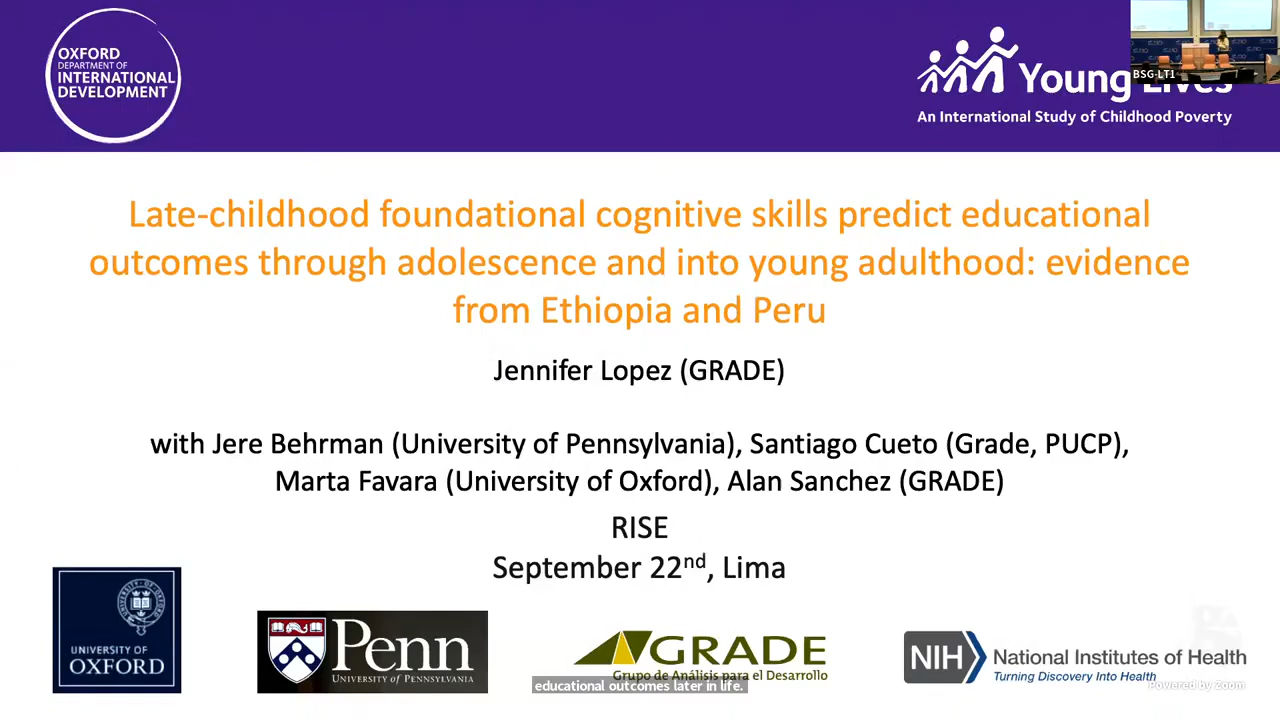 OXFORD
DEPARTMENT OF
INTERNATIONAL
DEVELOPMENT
BSG-LT1
Young Lives
An International Study of Childhood Poverty
Late-childhood foundational cognitive skills predict educational
outcomes through adolescence and into young adulthood: evidence
from Ethiopia and Peru
Jennifer Lopez (GRADE)
with Jere Behrman (University of Pennsylvania), Santiago Cueto (Grade, PUCP),
Marta Favara (University of Oxford), Alan Sanchez (GRADE)
RISE
September 22nd, Lima
UNIVERSITY OF
OXFORD
Penn
UNIVERSITY OF PENNSYLVANIA
GRADE
Grupo de Análisis para el Desarrollo
educational outcomes later in life.
NIH
National Institutes of Health
Turning Discovery Into Health
Powered by Zoom